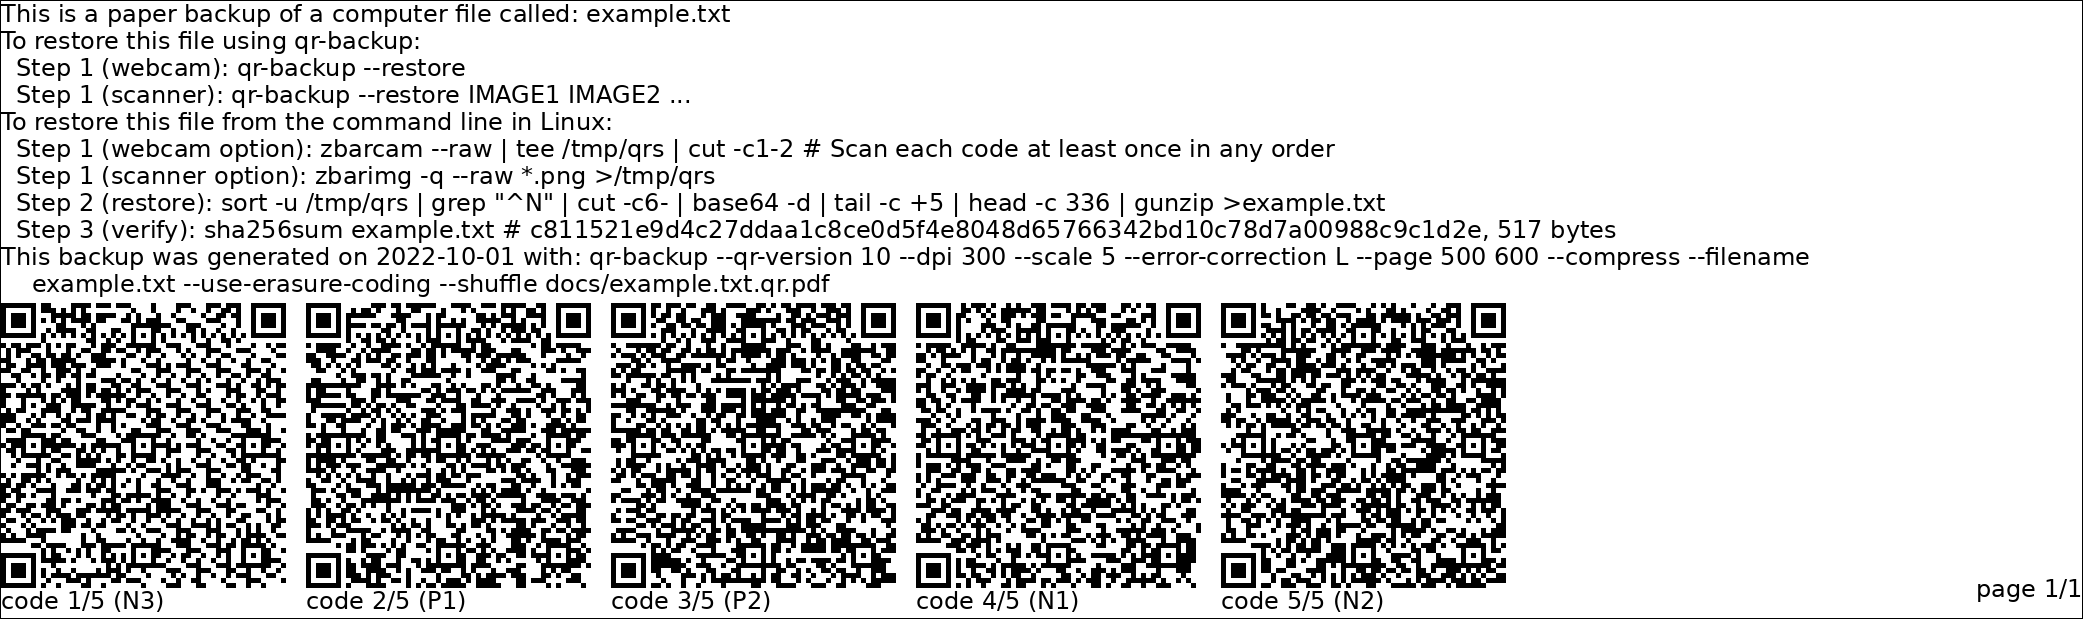 This is a paper backup of a computer file called: example.txt
To restore this file using qr-backup:
Step 1 (webcam): qr-backup --restore
Step 1 (scanner): qr-backup --restore IMAGE1 IMAGE2 ...
To restore this file from the command line in Linux:
Step 1 (webcam option): zbarcam --raw | tee /tmp/qrs | cut -c1-2 # Scan each code at least once in any order
Step 1 (scanner option): zbarimg -q --raw *.png >/tmp/qrs
Step 2 (restore): sort -u /tmp/qrs | grep "^N" | cut -c6- | base64 -d | tail -c +5 | head -c 336 | gunzip >example.txt
Step 3 (verify): sha256sum example.txt # c811521e9d4c27ddaa1c8ce0d5f4e8048d65766342bd10c78d7a00988c9c1d2e, 517 bytes
This backup was generated on 2022-10-01 with: qr-backup --qr-version 10 --dpi 300 --scale 5 --error-correction L --page 500 600 --compress --filename
example.txt --use-erasure-coding --shuffle docs/example.txt.qr.pdf
code 1/5 (N3)
code 2/5 (P1)
code 3/5 (P2)
code 4/5 (N1)
code 5/5 (N2)
page 1/1